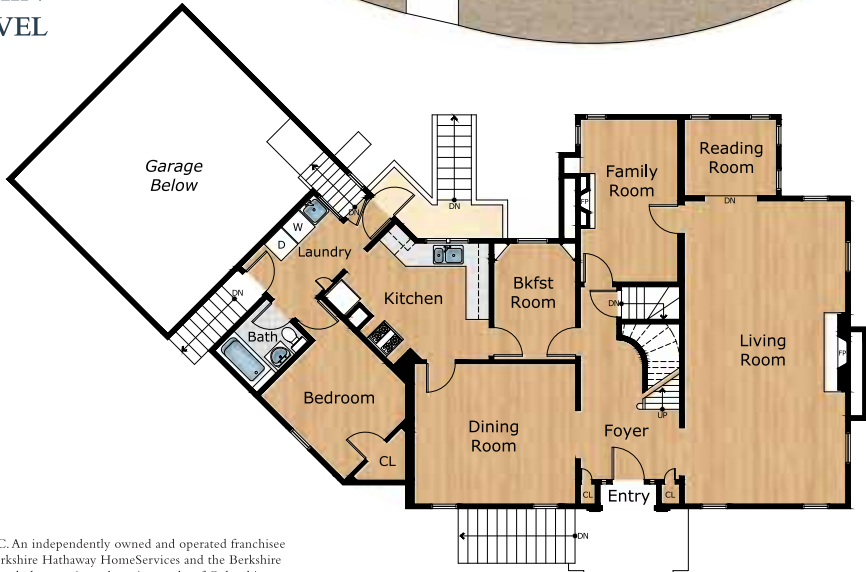 VEL
Garage
Below
Family
Room
Reading
Room
FP
DN
DN
W
D
DN
Laundry
DN
Kitchen
Bkfst
Room
DN
Bath
Living
Room
FP
Bedroom
Dining
Room
UP
Foyer
CL
CL
Entry
CL
DN
C. An independently owned and operated franchisee
rkshire Hathaway HomeServices and the Berkshire